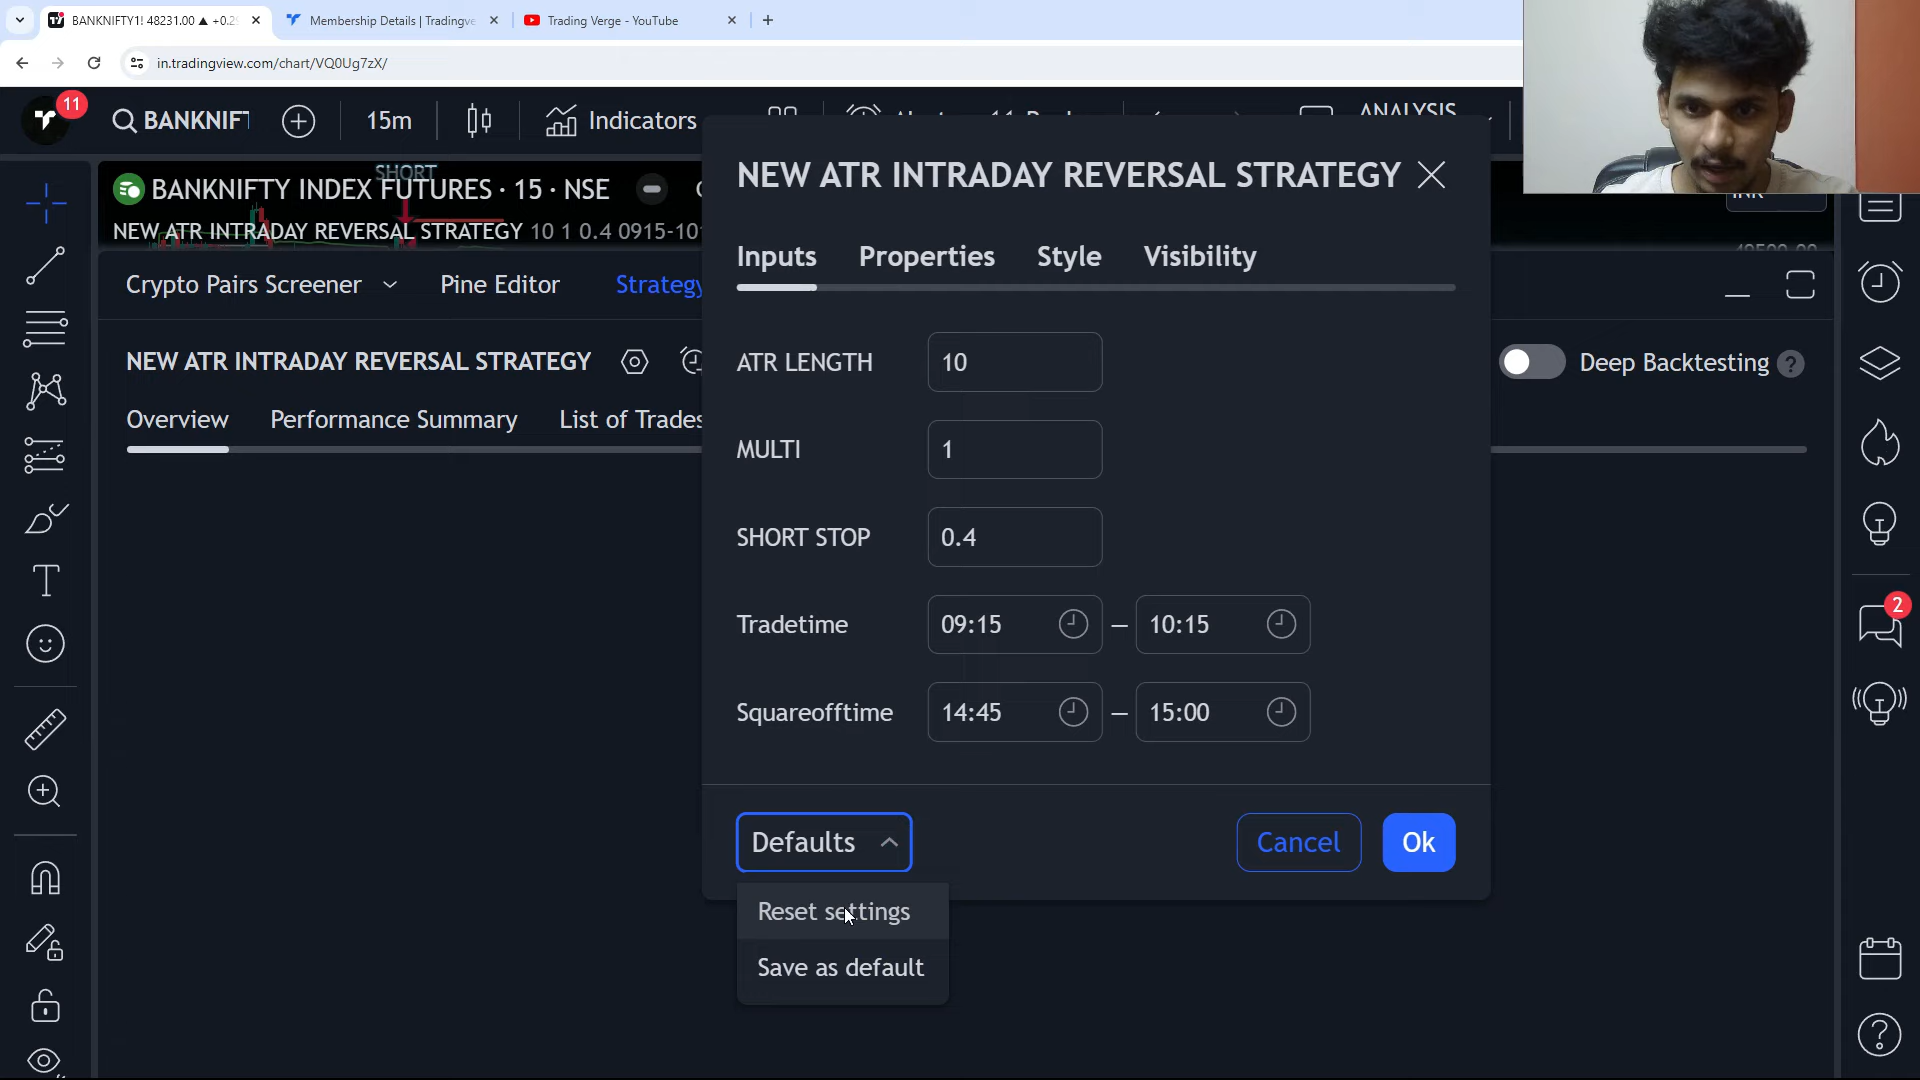 BANKNIFTY1! 48231.00 ▲ +0.2
Membership Details | Tradingve
Trading Verge - YouTube
in.tradingview.com/chart/VQ0Ug7zX/
11
BANKNIF
15m
Indicators
ANALYSIS
SHORT
BANKNIFTY INDEX FUTURES · 15 · NSE
NEW ATR INTRADAY REVERSAL STRATEGY 10 1 0.4 0915-10
Crypto Pairs Screener
Pine Editor
Strategy
NEW ATR INTRADAY REVERSAL STRATEGY
Deep Backtesting ?
Overview
Performance Summary
List of Trades
NEW ATR INTRADAY REVERSAL STRATEGY
Inputs
Properties
Style
Visibility
ATR LENGTH
10
MULTI
1
SHORT STOP
0.4
Tradetime
09:15 — 10:15
Squareofftime
14:45 — 15:00
Defaults
Cancel
Ok
Reset settings
Save as default
2